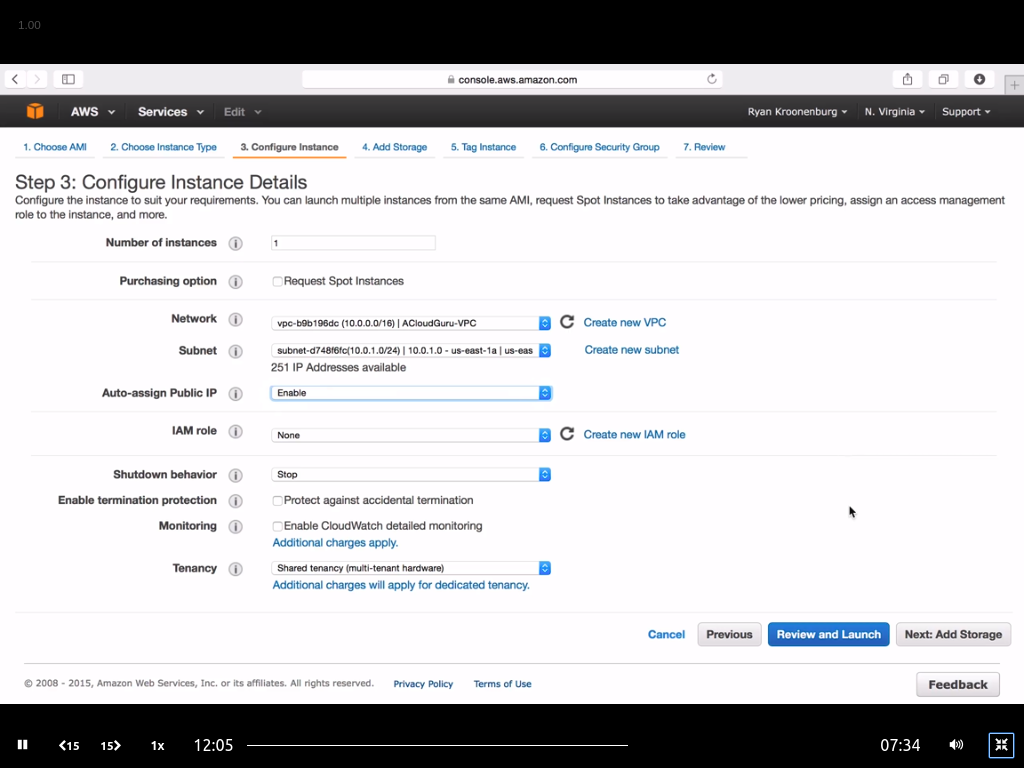 1.00
console.aws.amazon.com
AWS Services Edit Ryan Kroonenburg N. Virginia Support
1. Choose AMI 2. Choose Instance Type 3. Configure Instance 4. Add Storage 5. Tag Instance 6. Configure Security Group 7. Review
Step 3: Configure Instance Details
Configure the instance to suit your requirements. You can launch multiple instances from the same AMI, request Spot Instances to take advantage of the lower pricing, assign an access management
role to the instance, and more.
Number of instances 1
Purchasing option Request Spot Instances
Network vpc-b9b196dc (10.0.0.0/16) | ACloudGuru-VPC Create new VPC
Subnet subnet-d748f6fc(10.0.1.0/24) | 10.0.1.0 - us-east-1a | us-eas Create new subnet
251 IP Addresses available
Auto-assign Public IP Enable
IAM role None Create new IAM role
Shutdown behavior Stop
Enable termination protection Protect against accidental termination
Monitoring Enable CloudWatch detailed monitoring
Additional charges apply.
Tenancy Shared tenancy (multi-tenant hardware)
Additional charges will apply for dedicated tenancy.
Cancel Previous Review and Launch Next: Add Storage
© 2008 - 2015, Amazon Web Services, Inc. or its affiliates. All rights reserved. Privacy Policy Terms of Use Feedback
15 15 1x 12:05 07:34